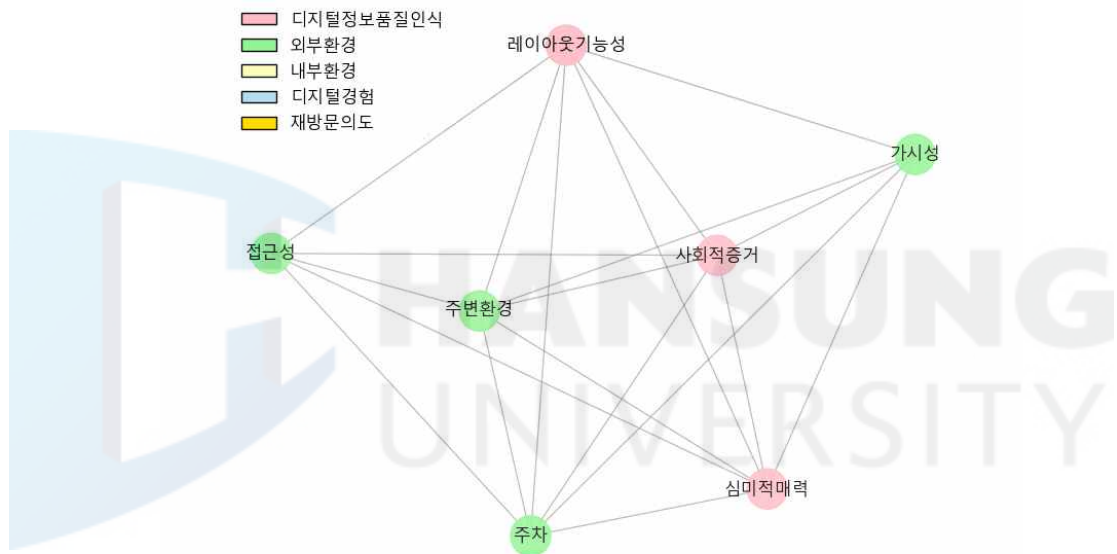 디지털정보품질인식
외부환경
내부환경
디지털경험
재방문의도
레이아웃기능성
가시성
접근성
사회적증거
주변환경
심미적매력
주차
HANSUNG
UNIVERSITY